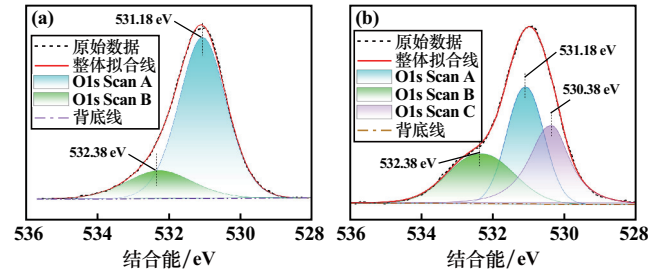 (a)
531.18 eV
原始数据
整体拟合线
O1s Scan A
O1s Scan B
背底线
532.38 eV
536 534 532 530 528
结合能/eV
(b)
原始数据
整体拟合线
O1s Scan A
O1s Scan B
O1s Scan C
背底线
531.18 eV
530.38 eV
532.38 eV
536 534 532 530 528
结合能/eV